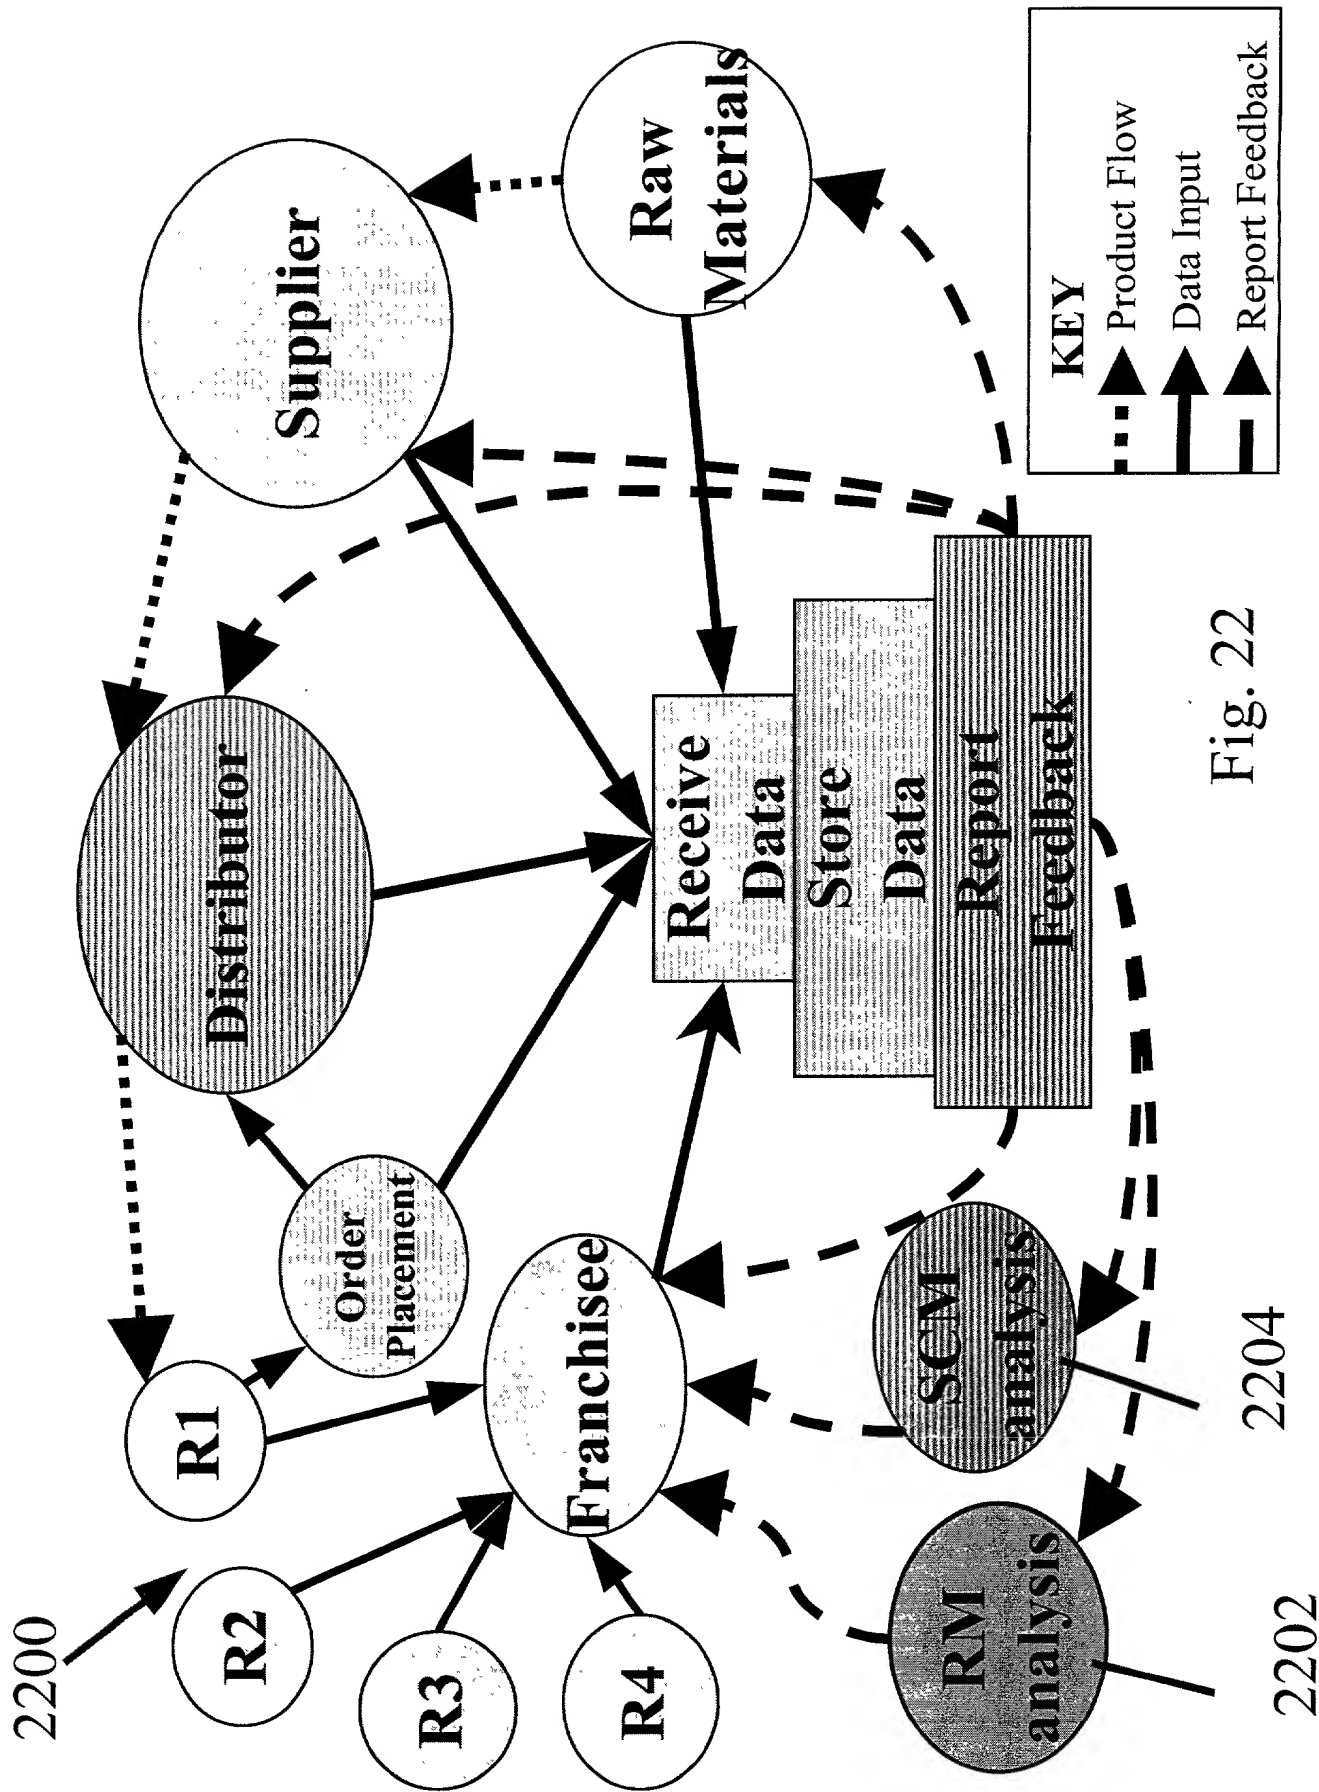 2200
R1
R2
R3
R4
Order
Placement
Distributor
Supplier
Raw
Materials
Franchisee
Receive
Data
Store
Data
Report
Feedback
RM
analysis
SCM
analysis
2202
2204
KEY
Product Flow
Data Input
Report Feedback
Fig. 22